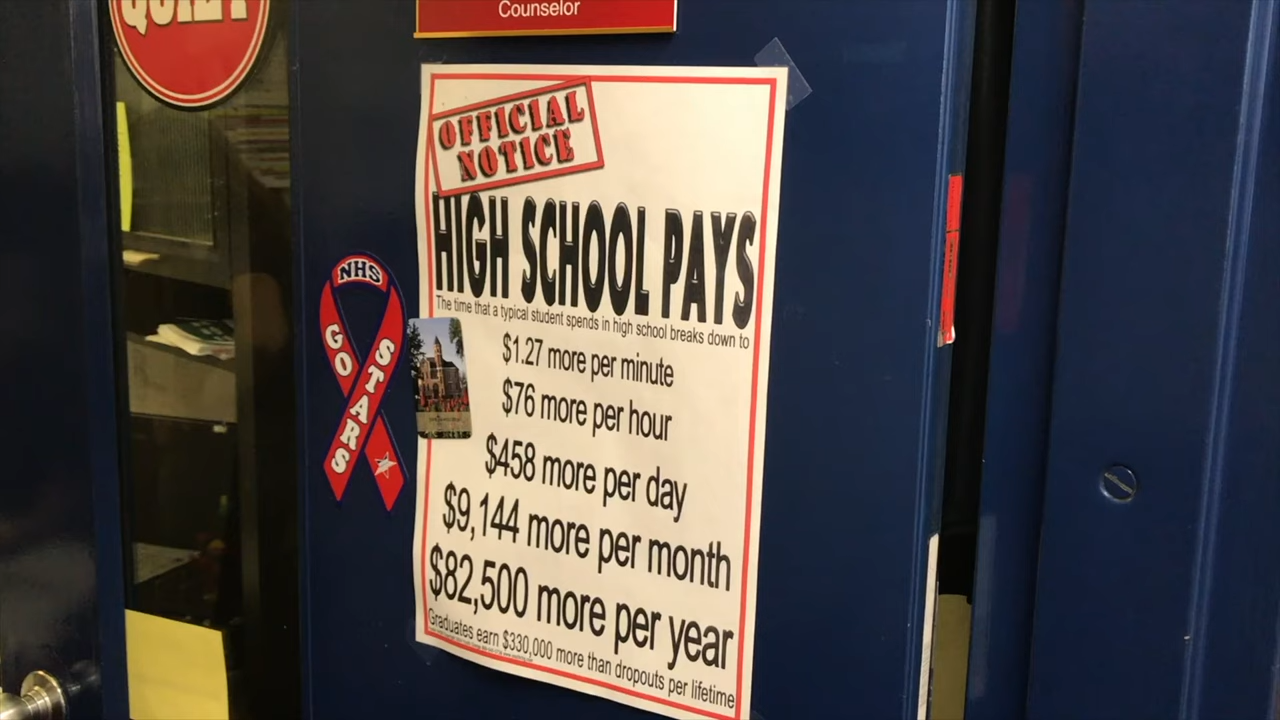 QUIET
Counselor
OFFICIAL
NOTICE
HIGH SCHOOL PAYS
The time that a typical student spends in high school breaks down to
$1.27 more per minute
$76 more per hour
$458 more per day
$9,144 more per month
$82,500 more per year
Graduates earn $330,000 more than dropouts per lifetime
NHS
GO
STARS